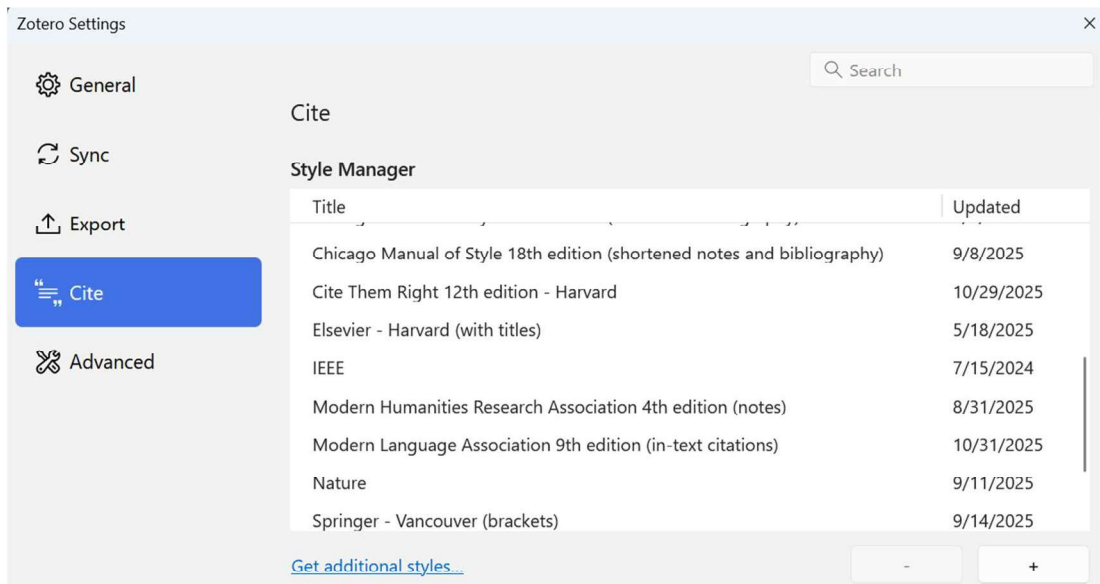 Zotero Settings
Search
General
Sync
Export
Cite
Advanced
Cite
Style Manager
Title Updated
Chicago Manual of Style 18th edition (shortened notes and bibliography) 9/8/2025
Cite Them Right 12th edition - Harvard 10/29/2025
Elsevier - Harvard (with titles) 5/18/2025
IEEE 7/15/2024
Modern Humanities Research Association 4th edition (notes) 8/31/2025
Modern Language Association 9th edition (in-text citations) 10/31/2025
Nature 9/11/2025
Springer - Vancouver (brackets) 9/14/2025
Get additional styles...
- +